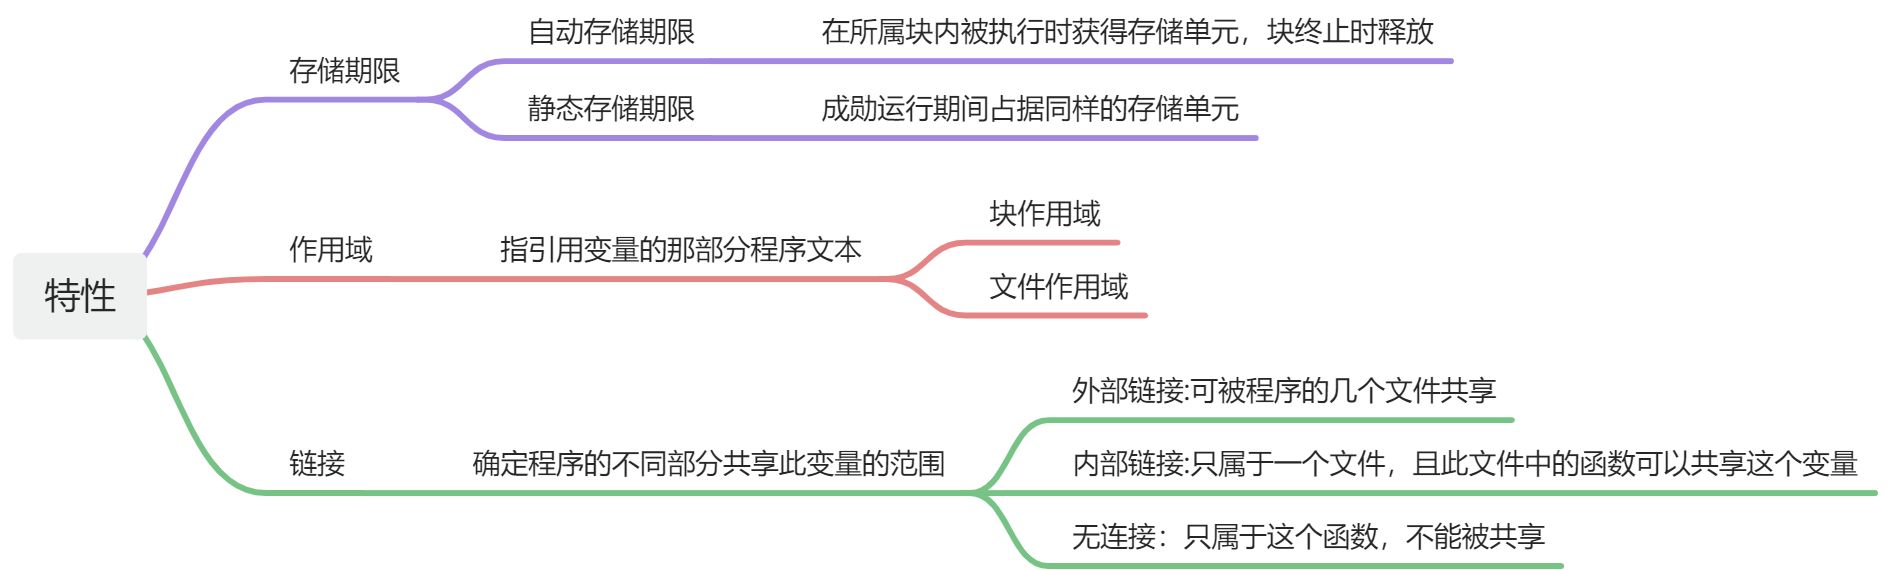 特性
存储期限
自动存储期限
在所属块内被执行时获得存储单元，块终止时释放
静态存储期限
成勋运行期间占据同样的存储单元
作用域
指引用变量的那部分程序文本
块作用域
文件作用域
链接
确定程序的不同部分共享此变量的范围
外部链接:可被程序的几个文件共享
内部链接:只属于一个文件，且此文件中的函数可以共享这个变量
无连接：只属于这个函数，不能被共享